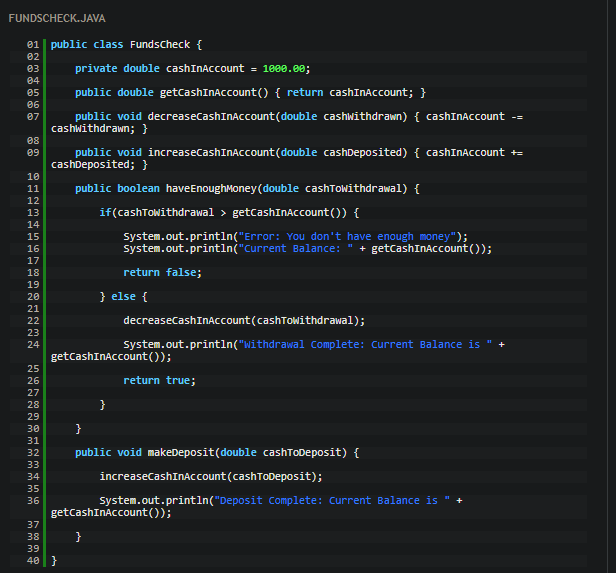 FUNDSCHECK.JAVA
01 public class FundsCheck {
02
03     private double cashInAccount = 1000.00;
04
05     public double getCashInAccount() { return cashInAccount; }
06
07     public void decreaseCashInAccount(double cashWithdrawn) { cashInAccount -=
cashWithdrawn; }
08
09     public void increaseCashInAccount(double cashDeposited) { cashInAccount +=
cashDeposited; }
10
11     public boolean haveEnoughMoney(double cashToWithdrawal) {
12
13         if(cashToWithdrawal > getCashInAccount()) {
14
15             System.out.println("Error: You don't have enough money");
16             System.out.println("Current Balance: " + getCashInAccount());
17
18             return false;
19
20         } else {
21
22             decreaseCashInAccount(cashToWithdrawal);
23
24             System.out.println("Withdrawal Complete: Current Balance is " +
getCashInAccount());
25
26             return true;
27
28         }
29
30     }
31
32     public void makeDeposit(double cashToDeposit) {
33
34         increaseCashInAccount(cashToDeposit);
35
36         System.out.println("Deposit Complete: Current Balance is " +
getCashInAccount());
37
38     }
39
40 }